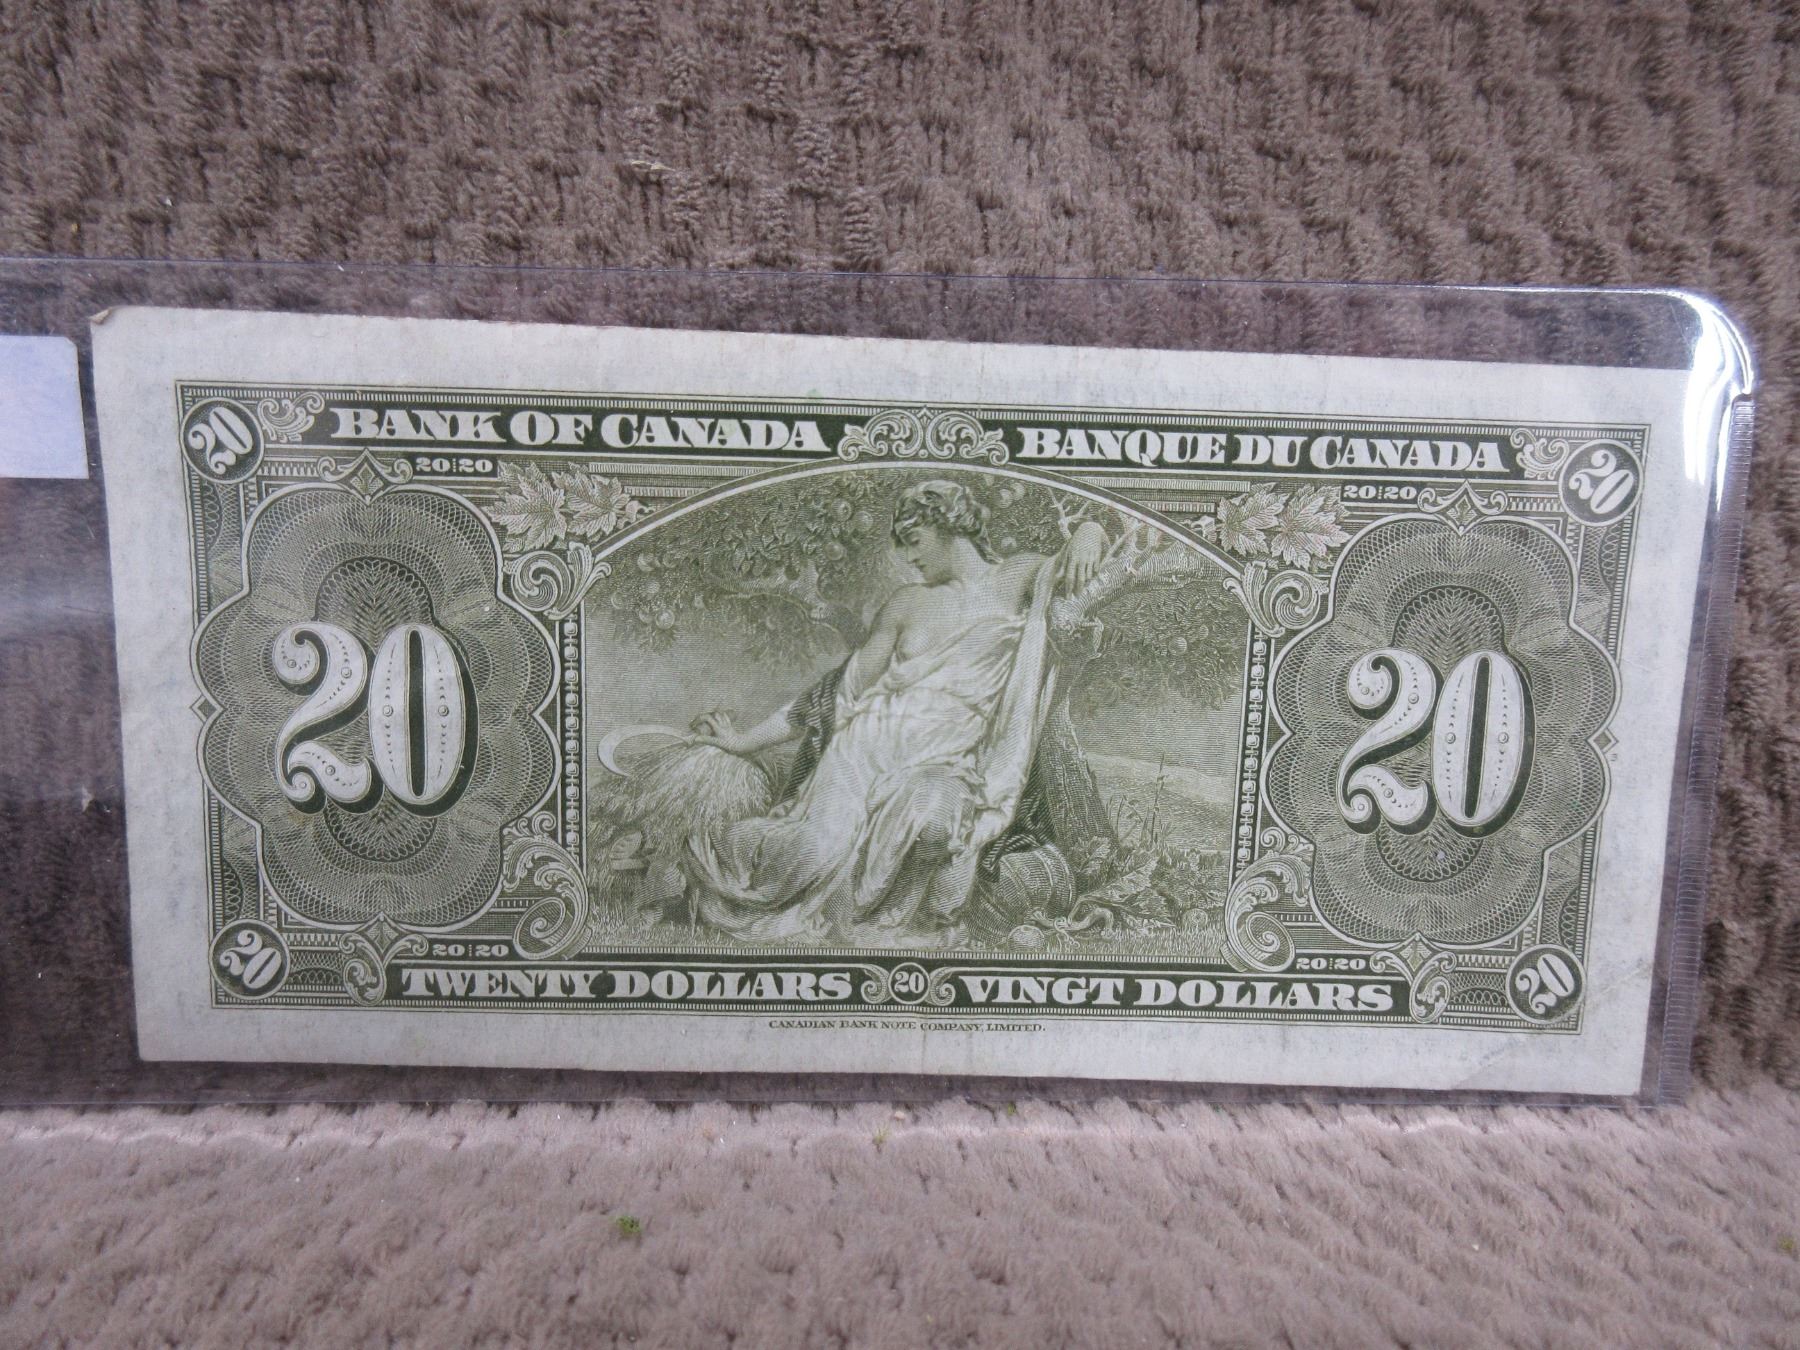 20 BANK OF CANADA BANQUE DU CANADA 20
20 20 20 20
20 20
20 20 20 20
20 TWENTY DOLLARS 20 VINGT DOLLARS 20
CANADIAN BANK NOTE COMPANY, LIMITED.